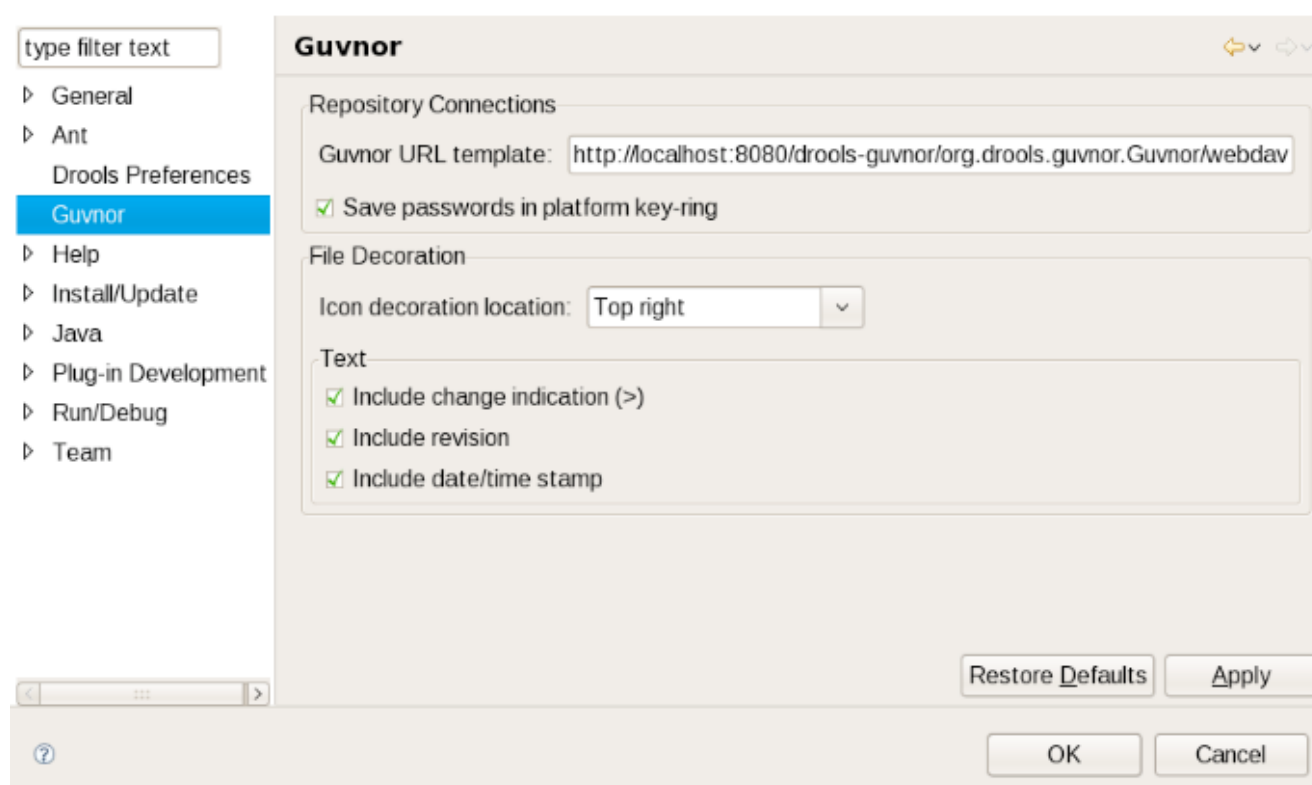 type filter text
General
Ant
Drools Preferences
Guvnor
Help
Install/Update
Java
Plug-in Development
Run/Debug
Team
Guvnor
Repository Connections
Guvnor URL template: http://localhost:8080/drools-guvnor/org.drools.guvnor.Guvnor/webdav
Save passwords in platform key-ring
File Decoration
Icon decoration location: Top right
Text
Include change indication (>)
Include revision
Include date/time stamp
Restore Defaults Apply
OK Cancel